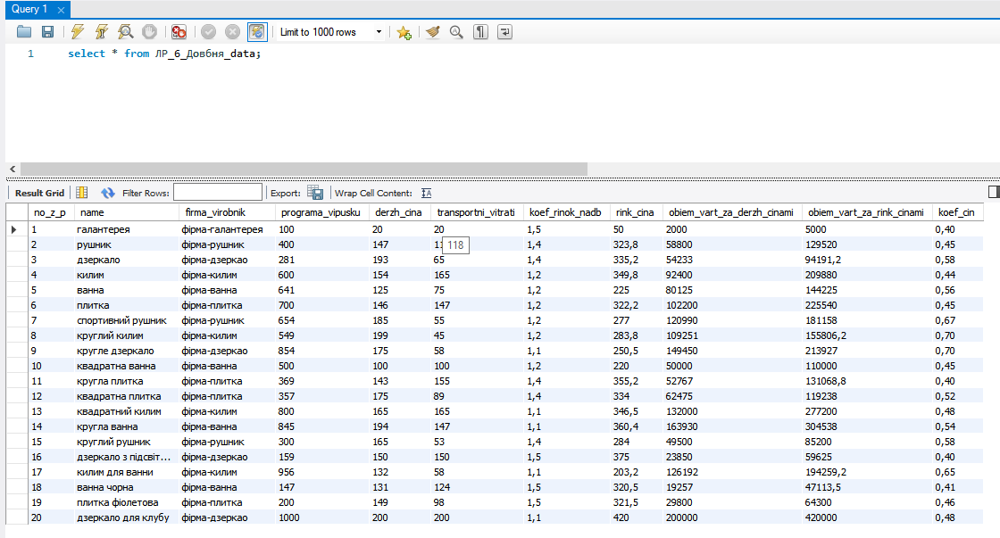 Query 1
Limit to 1000 rows
1 select * from ЛР_6_Довбня_data;
Result Grid Filter Rows: Export: Wrap Cell Content:
no_z_p name firma_virobnik programa_vipusku derzh_cina transportni_vitrati koef_rinok_nadb rink_cina obiem_vart_za_derzh_cinami obiem_vart_za_rink_cinami koef_cin
1 галантерея фірма-галантерея 100 20 20 1,5 50 2000 5000 0,40
2 рушник фірма-рушник 400 147 118 1,4 323,8 58800 129520 0,45
3 дзеркало фірма-дзеркао 281 193 65 1,4 335,2 54233 94191,2 0,58
4 килим фірма-килим 600 154 165 1,2 349,8 92400 209880 0,44
5 ванна фірма-ванна 641 125 75 1,2 225 80125 144225 0,56
6 плитка фірма-плитка 700 146 147 1,2 322,2 102200 225540 0,45
7 спортивний рушник фірма-рушник 654 185 55 1,2 277 120990 181158 0,67
8 круглий килим фірма-килим 549 199 45 1,2 283,8 109251 155806,2 0,70
9 кругле дзеркало фірма-дзеркао 854 175 58 1,1 250,5 149450 213927 0,70
10 квадратна ванна фірма-ванна 500 100 100 1,2 220 50000 110000 0,45
11 кругла плитка фірма-плитка 369 143 155 1,4 355,2 52767 131068,8 0,40
12 квадратна плитка фірма-плитка 357 175 89 1,4 334 62475 119238 0,52
13 квадратний килим фірма-килим 800 165 165 1,1 346,5 132000 277200 0,48
14 кругла ванна фірма-ванна 845 194 147 1,1 360,4 163930 304538 0,54
15 круглий рушник фірма-рушник 300 165 53 1,4 284 49500 85200 0,58
16 дзеркало з підсвіт... фірма-дзеркао 159 150 150 1,5 375 23850 59625 0,40
17 килим для ванни фірма-килим 956 132 58 1,1 203,2 126192 194259,2 0,65
18 ванна чорна фірма-ванна 147 131 124 1,5 320,5 19257 47113,5 0,41
19 плитка фіолетова фірма-плитка 200 149 98 1,5 321,5 29800 64300 0,46
20 дзеркало для клубу фірма-дзеркао 1000 200 200 1,1 420 200000 420000 0,48